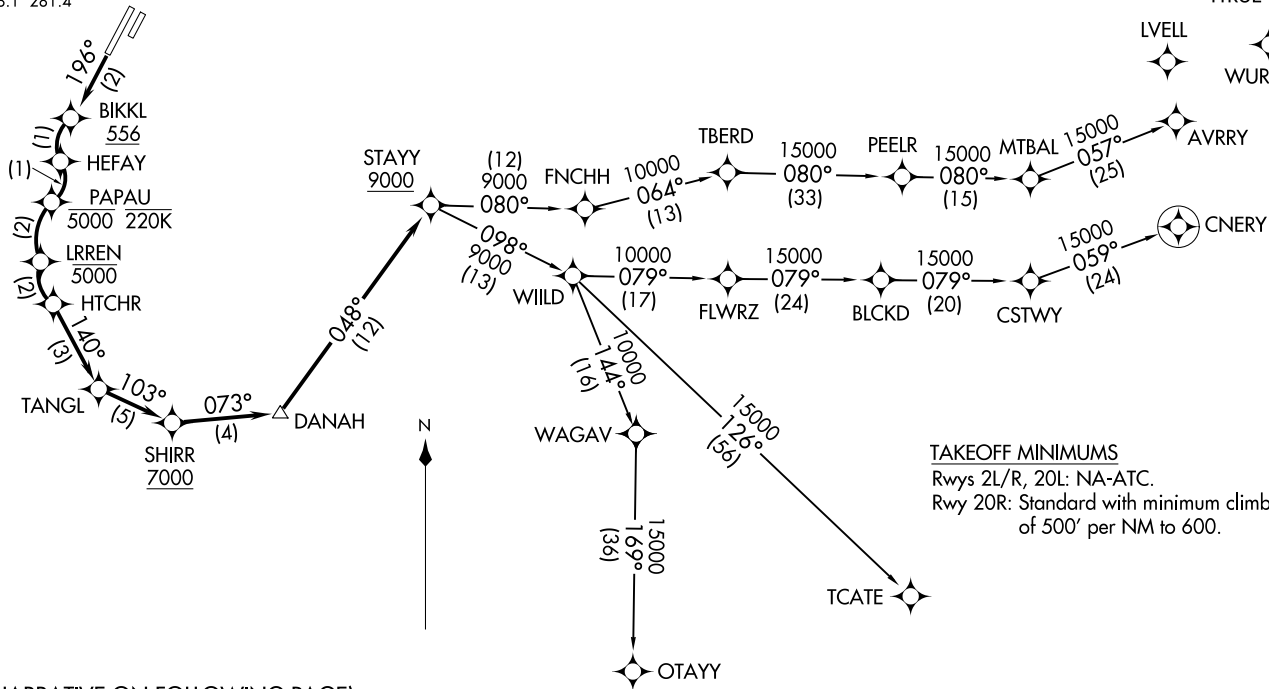 281.4
LVELL
196°
(2)
WUR
BIKKL
556
(1)
AVRRY
15000
057°
(25)
MTBAL
TBERD
PEELR
15000
080°
(15)
15000
080°
(33)
STAYY
9000
(12)
9000
080°
FNCHH
10000
064°
(13)
HEFAY
(1)
PAPAU
5000 220K
(2)
LRREN
5000
(2)
HTCHR
CNERY
098°
9000
(13)
WIILD
10000
079°
(17)
FLWRZ
15000
079°
(24)
BLCKD
15000
079°
(20)
CSTWY
15000
059°
(24)
140°
(3)
048°
(12)
TANGL
103°
(5)
073°
(4)
DANAH
SHIRR
7000
N
10000
144°
(16)
WAGAV
15000
126°
(56)
TAKEOFF MINIMUMS
Rwys 2L/R, 20L: NA-ATC.
Rwy 20R: Standard with minimum climb
of 500' per NM to 600.
15000
169°
(36)
TCATE
OTAYY